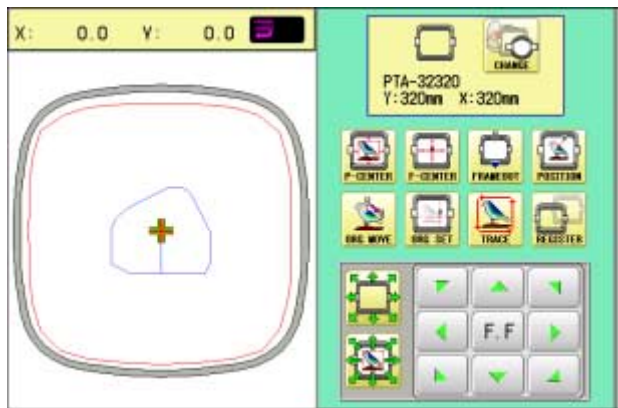 X: 0.0 Y: 0.0
CHANGE
PTA-32320
Y:320mm X:320mm
P-CENTER P-CENTER FRAMEOUT POSITION
ORG MOVE ORG SET TRACE REGISTER
F.F